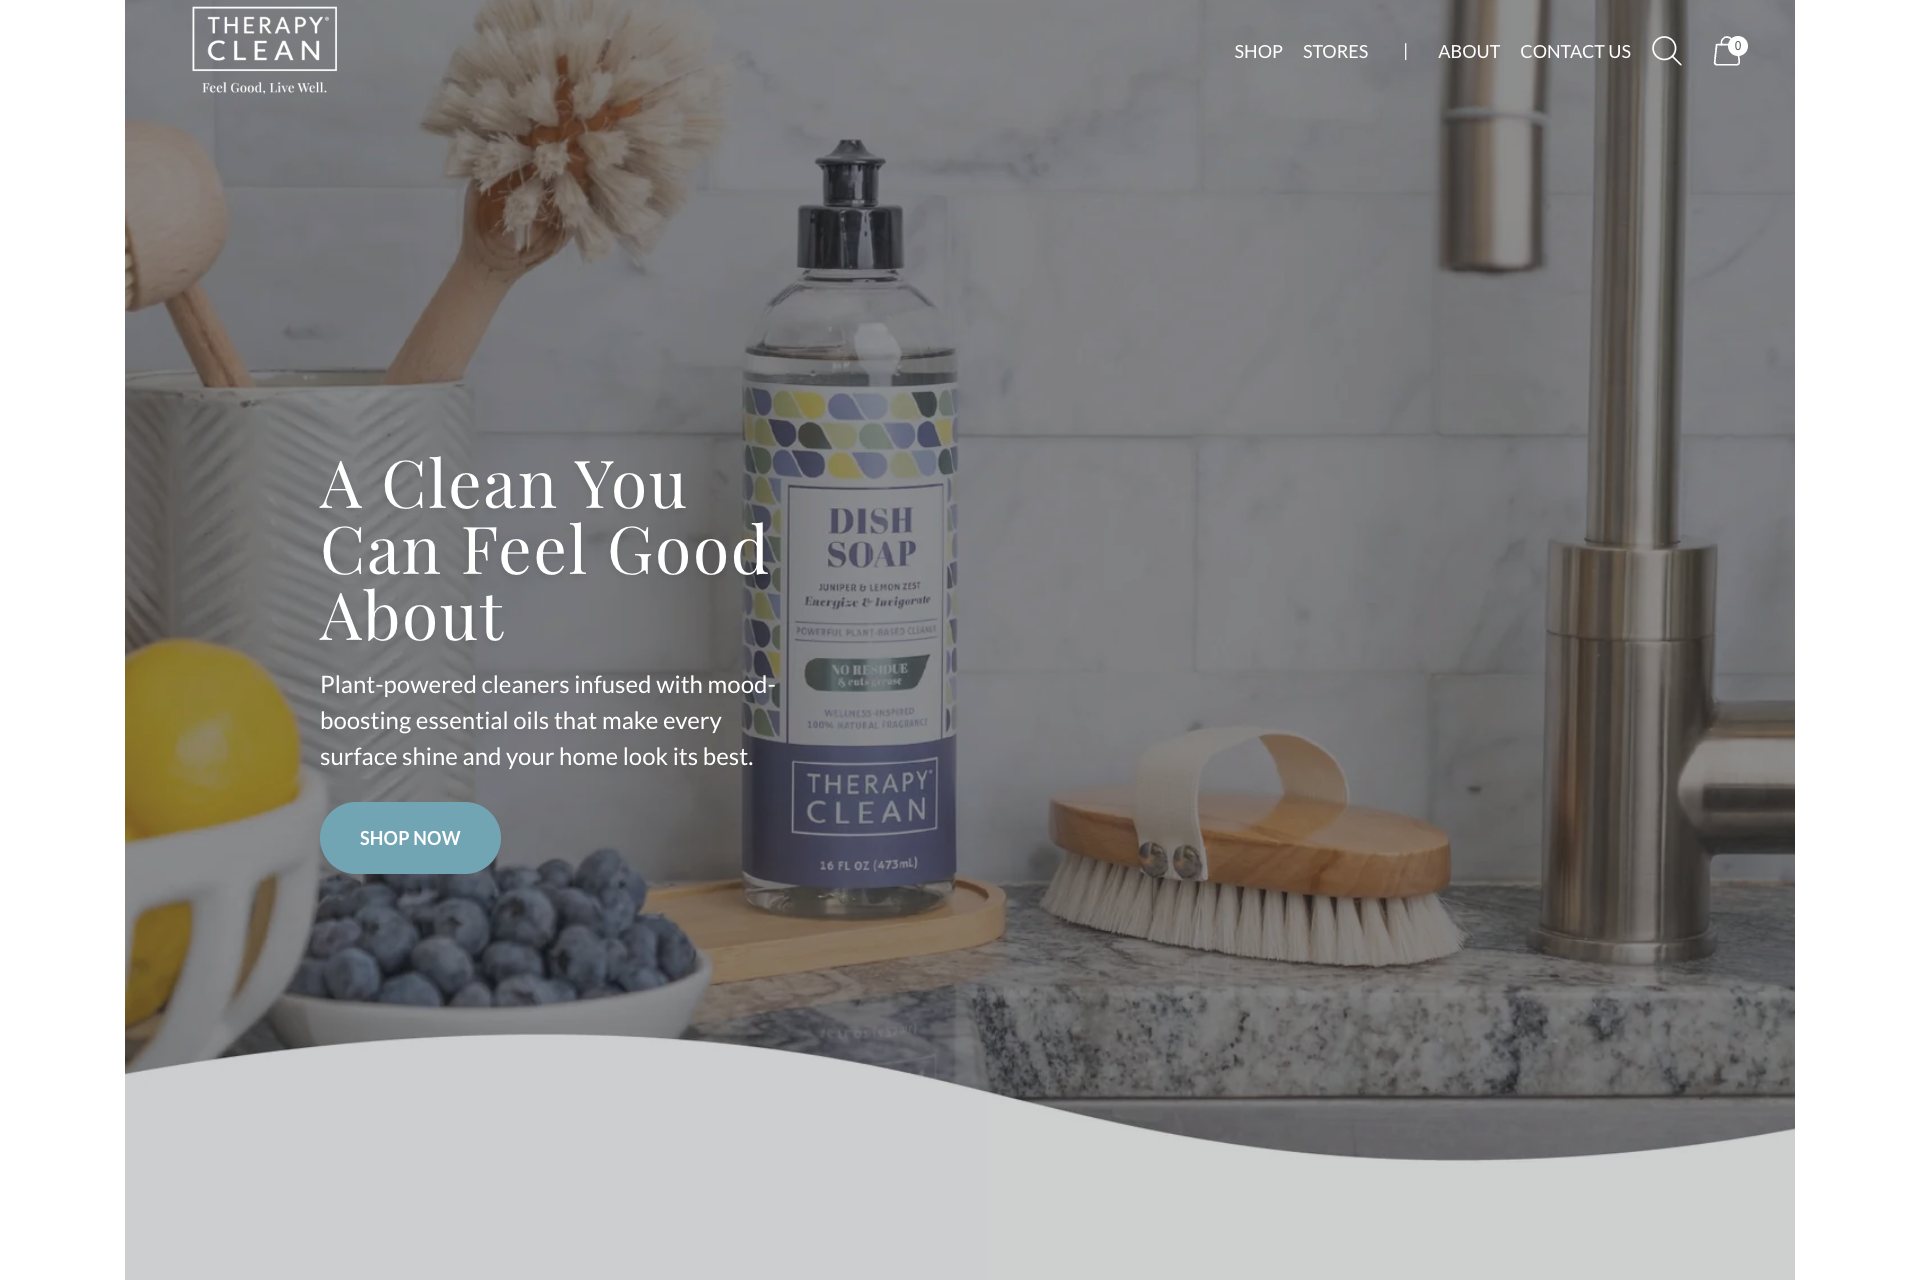 THERAPY®
CLEAN
Feel Good, Live Well.
SHOP STORES | ABOUT CONTACT US
0
A Clean You
Can Feel Good
About
Plant-powered cleaners infused with mood-
boosting essential oils that make every
surface shine and your home look its best.
SHOP NOW
DISH
SOAP
JUNIPER & LEMON ZEST
Energize & Invigorate
POWERFUL PLANT-BASED CLEANER
NO RESIDUE
& cuts grease
WELLNESS-INSPIRED
100% NATURAL FRAGRANCE
THERAPY®
CLEAN
16 FL OZ (473mL)